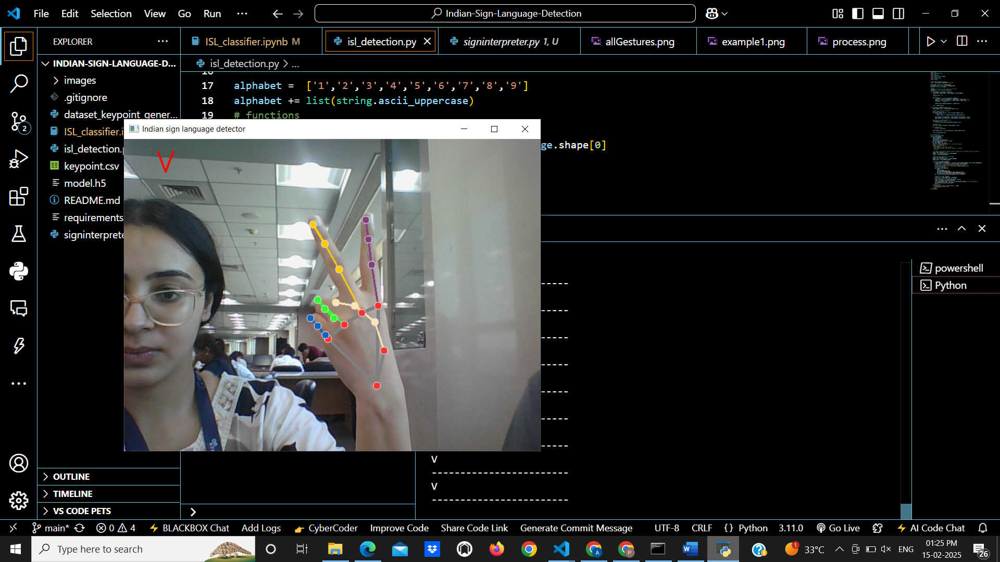 File Edit Selection View Go Run ...
Indian-Sign-Language-Detection
EXPLORER ...
ISL_classifier.ipynb M
isl_detection.py
signinterpreter.py 1, U
allGestures.png
example1.png
process.png
INDIAN-SIGN-LANGUAGE-D...
images
.gitignore
dataset_keypoint_gener...
ISL_classifier.i
isl_detection.
keypoint.csv
model.h5
README.md
requirements
signinterprete
isl_detection.py > ...
17 alphabet = ['1','2','3','4','5','6','7','8','9']
18 alphabet += list(string.ascii_uppercase)
19 # functions
ge.shape[0]
Indian sign language detector
V
2
powershell
Python
-----
-----
-----
-----
-----
-----
-----
V
------------------------
V
------------------------
OUTLINE
TIMELINE
VS CODE PETS
main* 0 4 BLACKBOX Chat Add Logs CyberCoder Improve Code Share Code Link Generate Commit Message UTF-8 CRLF {} Python 3.11.0 Go Live AI Code Chat
Type here to search
1 33°C ENG
01:25 PM
15-02-2025
26